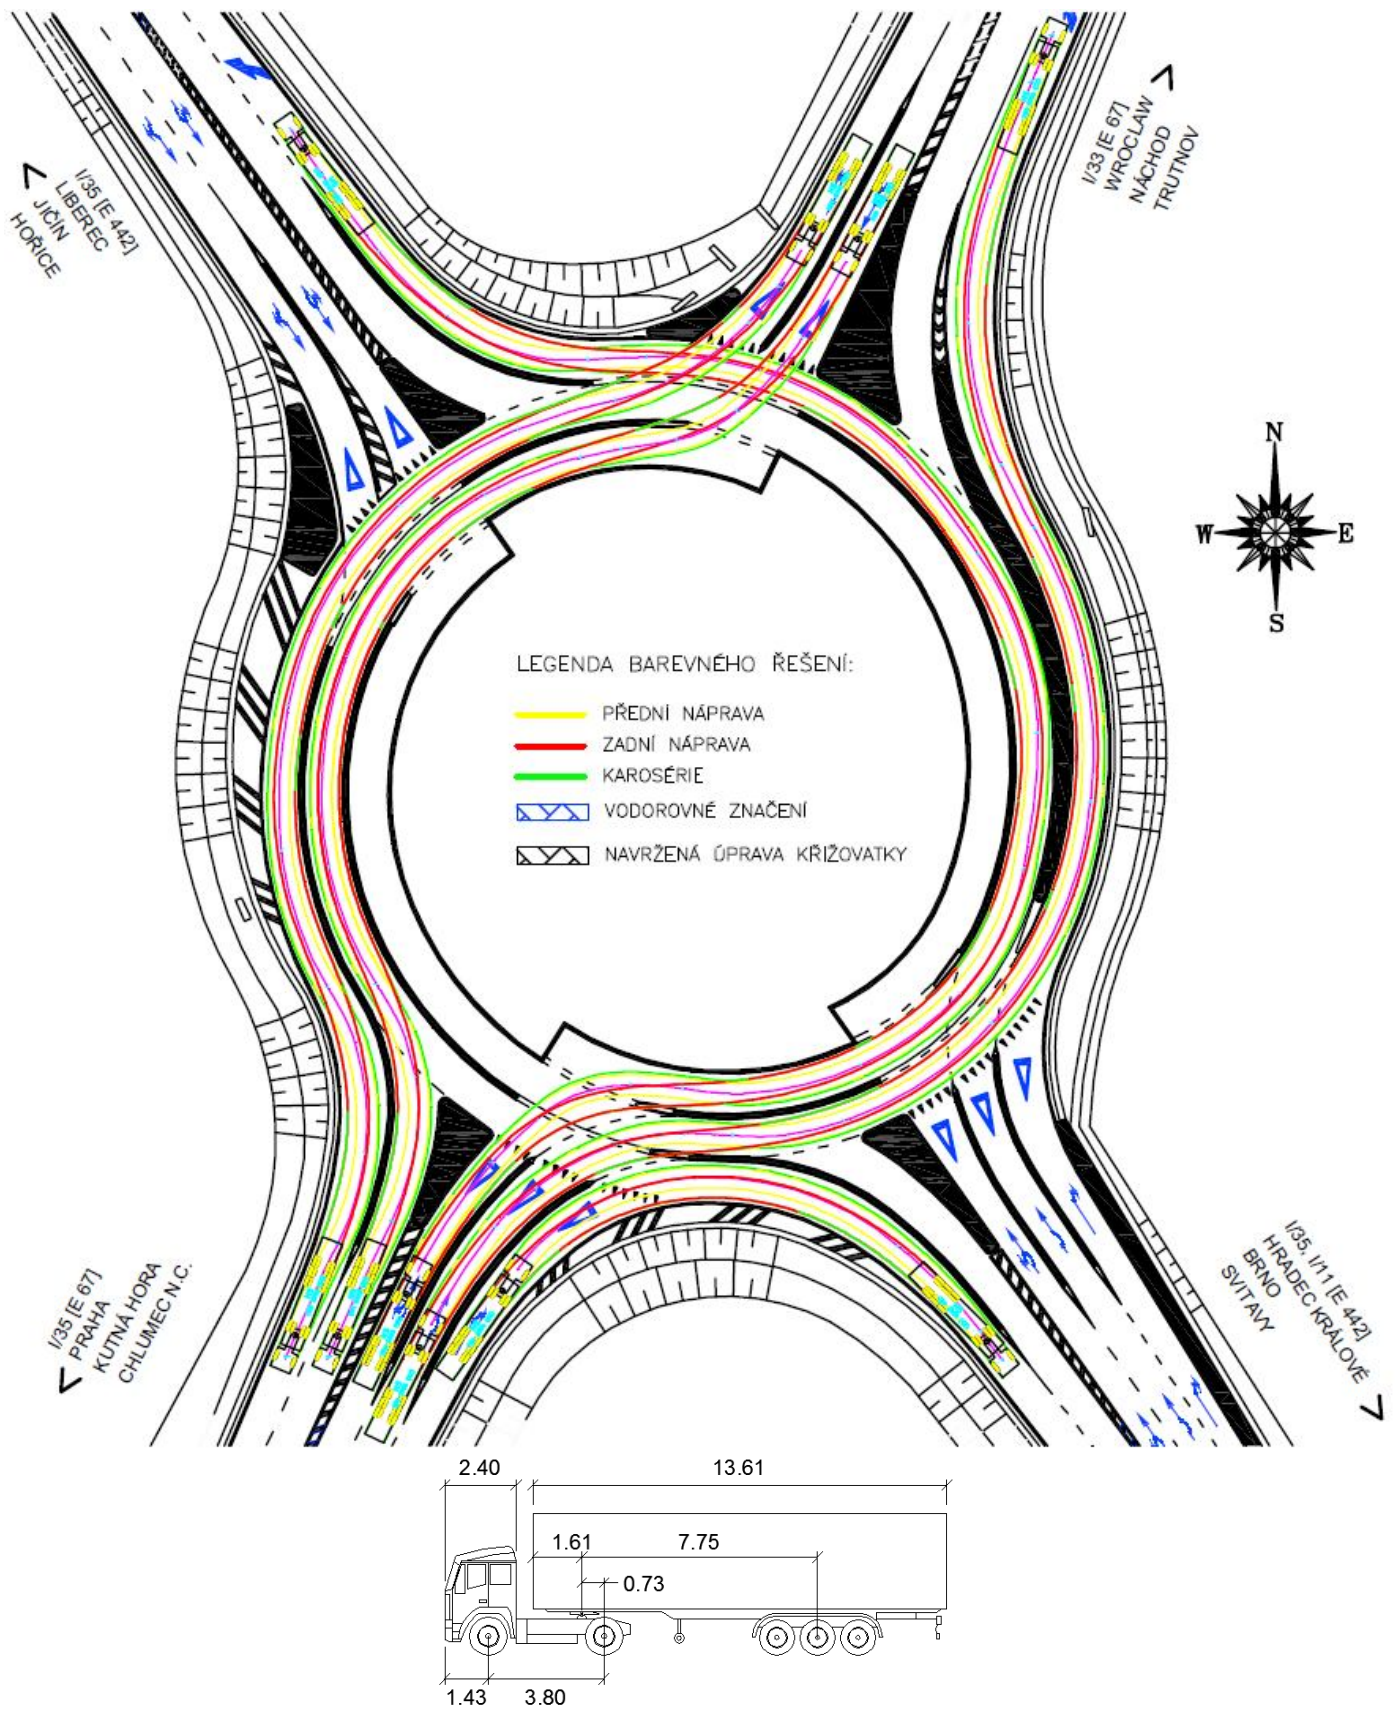 I/33 [E 67]
WROCLAW
NÁCHOD
TRUTNOV
I/35 [E 442]
LIBEREC
JIČÍN
HOŘICE
N
W
E
S
LEGENDA BAREVNÉHO ŘEŠENÍ:
PŘEDNÍ NÁPRAVA
ZADNÍ NÁPRAVA
KAROSÉRIE
VODOROVNÉ ZNAČENÍ
NAVRŽENÁ ÚPRAVA KŘIŽOVATKY
I/35 [E 67]
PRAHA
KUTNÁ HORA
CHLUMEC N.C.
I/35, I/11 [E 442]
HRADEC KRÁLOVÉ
BRNO
SVITAVY
2.40
13.61
1.61
7.75
0.73
1.43
3.80